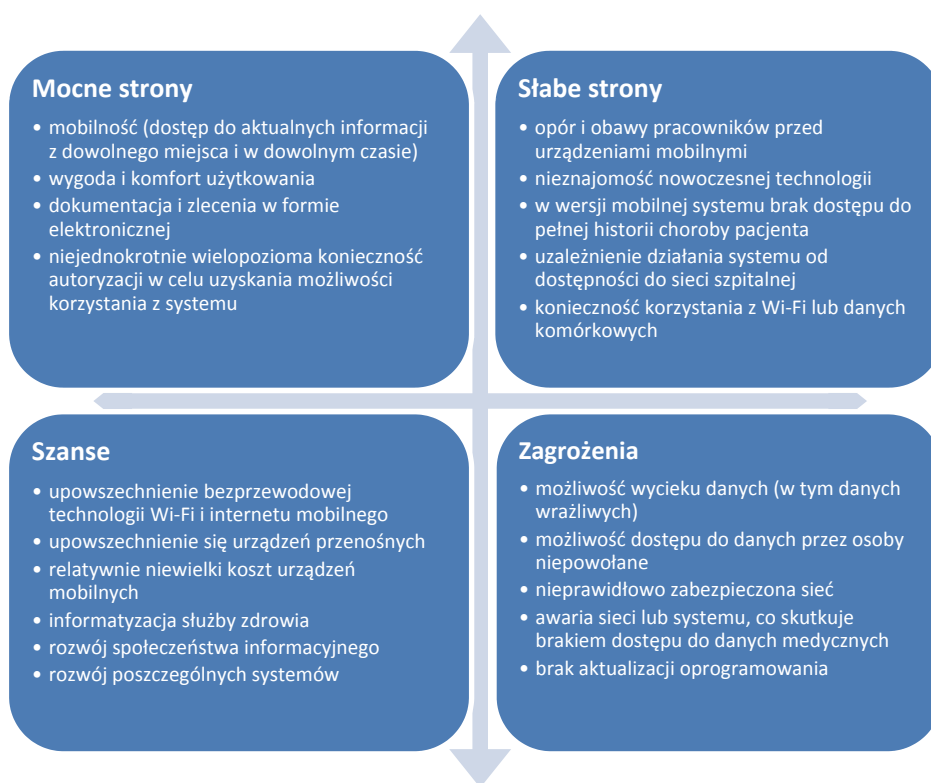 Mocne strony
• mobilność (dostęp do aktualnych informacji
z dowolnego miejsca i w dowolnym czasie)
• wygoda i komfort użytkowania
• dokumentacja i zlecenia w formie
elektronicznej
• niejednokrotnie wielopozioma konieczność
autoryzacji w celu uzyskania możliwości
korzystania z systemu
Słabe strony
• opór i obawy pracowników przed
urządzeniami mobilnymi
• nieznajomość nowoczesnej technologii
• w wersji mobilnej systemu brak dostępu do
pełnej historii choroby pacjenta
• uzależnienie działania systemu od
dostępności do sieci szpitalnej
• konieczność korzystania z Wi-Fi lub danych
komórkowych
Szanse
• upowszechnienie bezprzewodowej
technologii Wi-Fi i internetu mobilnego
• upowszechnienie się urządzeń przenośnych
• relatywnie niewielki koszt urządzeń
mobilnych
• informatyzacja służby zdrowia
• rozwój społeczeństwa informacyjnego
• rozwój poszczególnych systemów
Zagrożenia
• możliwość wycieku danych (w tym danych
wrażliwych)
• możliwość dostępu do danych przez osoby
niepowołane
• nieprawidłowo zabezpieczona sieć
• awaria sieci lub systemu, co skutkuje
brakiem dostępu do danych medycznych
• brak aktualizacji oprogramowania